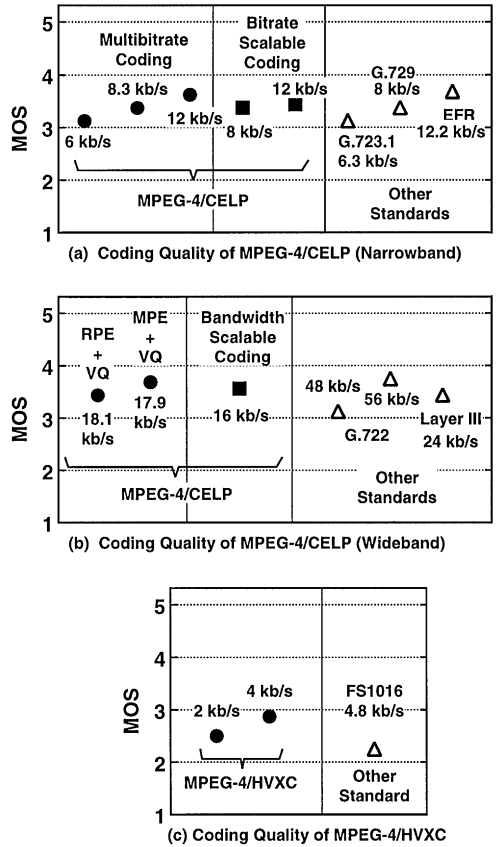 5
4
3
2
1
MOS
Multibitrate
Coding
Bitrate
Scalable
Coding
8.3 kb/s
12 kb/s
G.729
8 kb/s
6 kb/s
12 kb/s
8 kb/s
EFR
12.2 kb/s
G.723.1
6.3 kb/s
MPEG-4/CELP
Other
Standards
(a) Coding Quality of MPEG-4/CELP (Narrowband)
5
4
3
2
1
MOS
RPE
+
VQ
MPE
+
VQ
Bandwidth
Scalable
Coding
18.1
kb/s
17.9
kb/s
16 kb/s
48 kb/s
56 kb/s
G.722
Layer III
24 kb/s
MPEG-4/CELP
Other
Standards
(b) Coding Quality of MPEG-4/CELP (Wideband)
5
4
3
2
1
MOS
2 kb/s
4 kb/s
FS1016
4.8 kb/s
MPEG-4/HVXC
Other
Standard
(c) Coding Quality of MPEG-4/HVXC